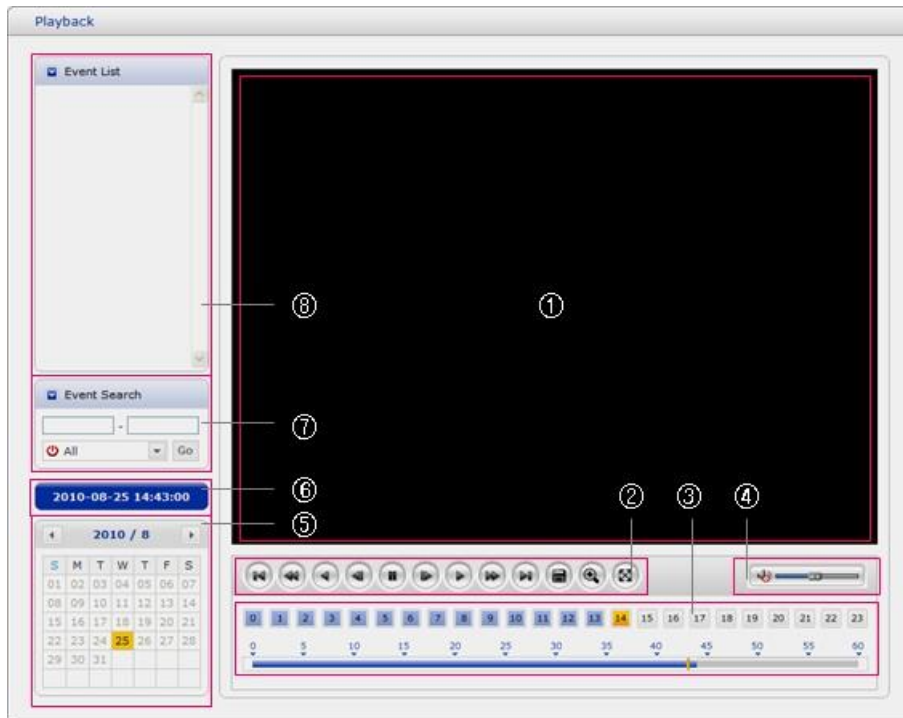 Playback
Event List
⑧
①
Event Search
-
⑦
All Go
2010-08-25 14:43:00
⑥
② ③ ④
⑤
2010 / 8
S M T W T F S
01 02 03 04 05 06 07
08 09 10 11 12 13 14
15 16 17 18 19 20 21
22 23 24 25 26 27 28
29 30 31
0 1 2 3 4 5 6 7 8 9 10 11 12 13 14 15 16 17 18 19 20 21 22 23
0 5 10 15 20 25 30 35 40 45 50 55 60